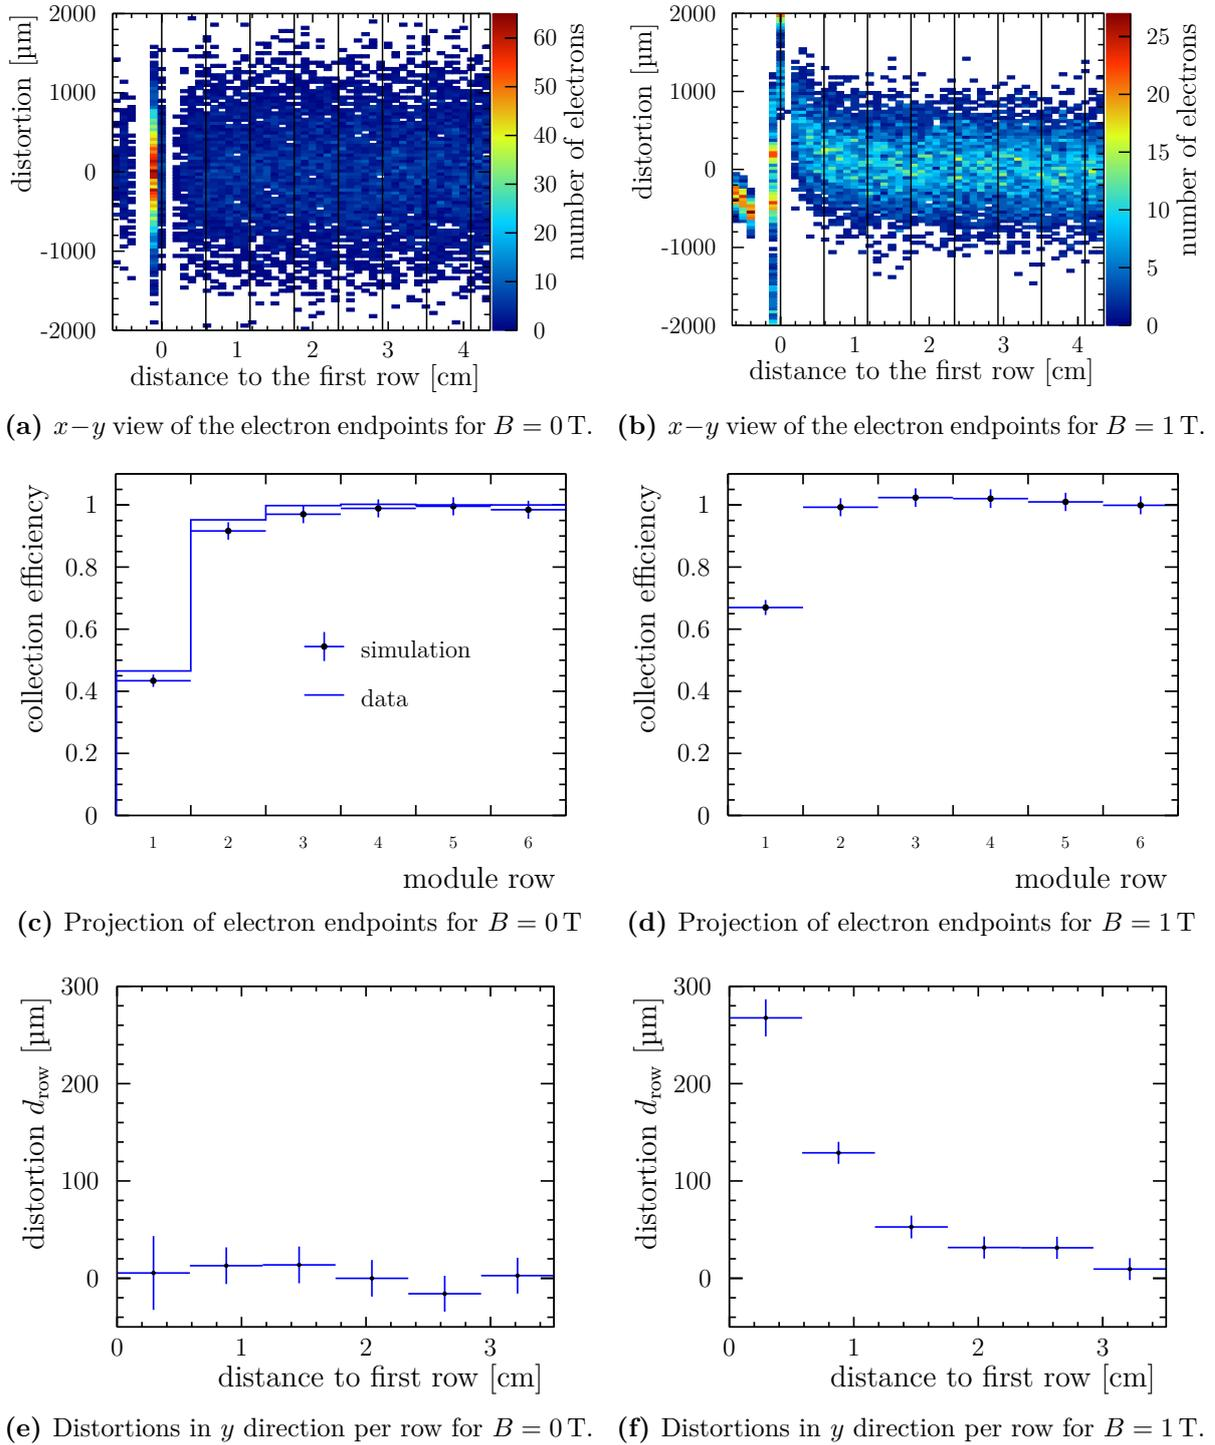 2000
1000
0
-1000
-2000
distortion [µm]
0 1 2 3 4
distance to the first row [cm]
60
50
40
30
20
10
0
number of electrons
2000
1000
0
-1000
-2000
distortion [µm]
0 1 2 3 4
distance to the first row [cm]
25
20
15
10
5
0
number of electrons
(a) x−y view of the electron endpoints for B = 0 T.
(b) x−y view of the electron endpoints for B = 1 T.
collection efficiency
1
0.8
0.6
0.4
0.2
0
simulation
data
1 2 3 4 5 6
module row
collection efficiency
1
0.8
0.6
0.4
0.2
0
1 2 3 4 5 6
module row
(c) Projection of electron endpoints for B = 0 T
(d) Projection of electron endpoints for B = 1 T
distortion d_row [µm]
300
200
100
0
0 1 2 3
distance to first row [cm]
distortion d_row [µm]
300
200
100
0
0 1 2 3
distance to first row [cm]
(e) Distortions in y direction per row for B = 0 T.
(f) Distortions in y direction per row for B = 1 T.